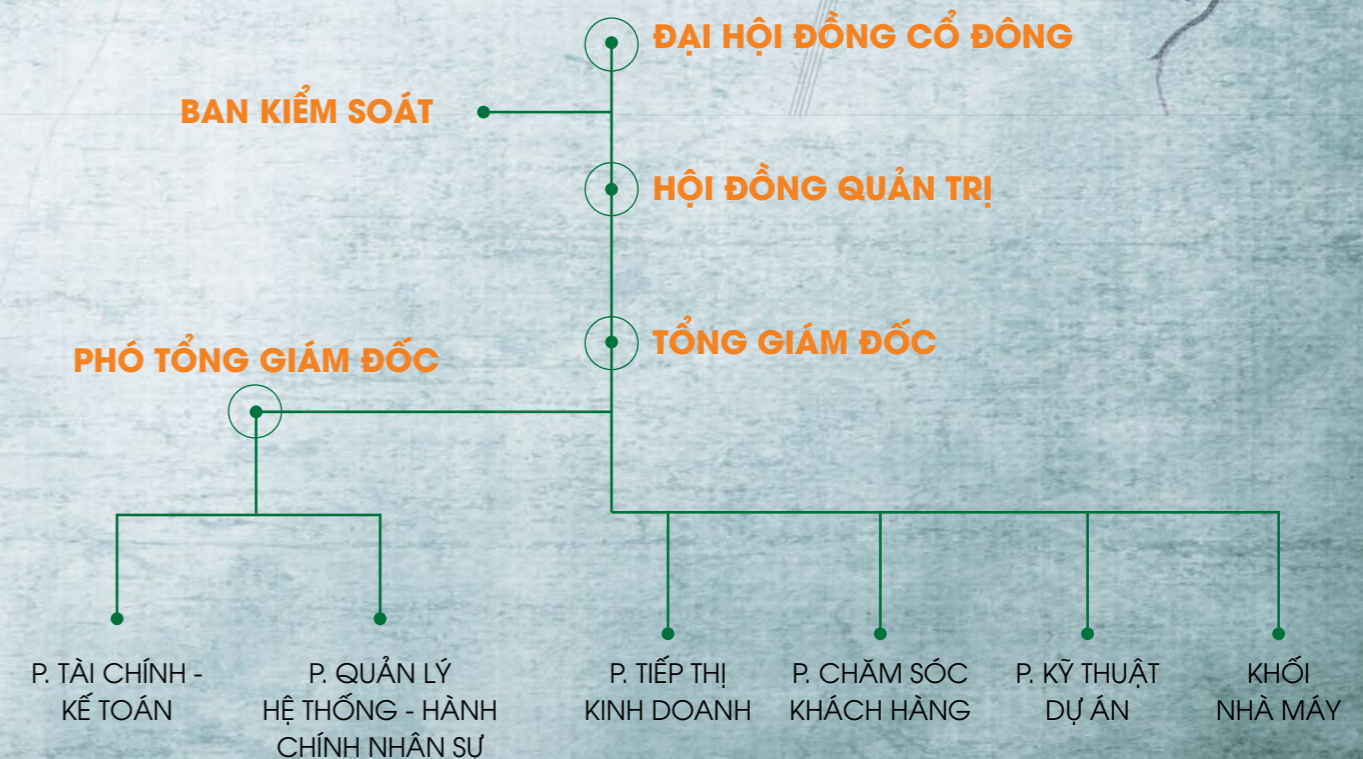 ĐẠI HỘI ĐỒNG CỔ ĐÔNG
BAN KIỂM SOÁT
HỘI ĐỒNG QUẢN TRỊ
TỔNG GIÁM ĐỐC
PHÓ TỔNG GIÁM ĐỐC
P. TÀI CHÍNH -
KẾ TOÁN
P. QUẢN LÝ
HỆ THỐNG - HÀNH
CHÍNH NHÂN SƯ
P. TIẾP THỊ
KINH DOANH
P. CHĂM SÓC
KHÁCH HÀNG
P. KỸ THUẬT
DỰ ÁN
KHỐI
NHÀ MÁY